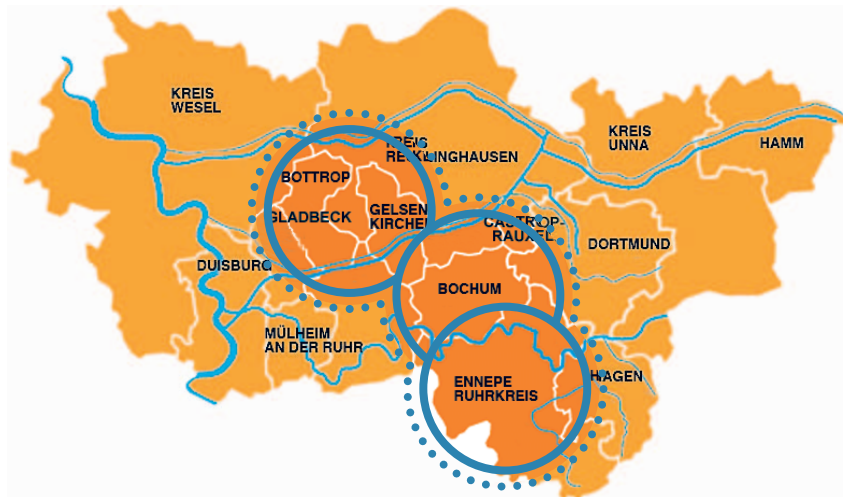 KREIS
WESEL
KREIS
RECKLINGHAUSEN
KREIS
UNNA
HAMM
BOTTROP
GLADBECK
GELSEN
KIRCHEN
CASTROP-
RAUXEL
DORTMUND
DUISBURG
BOCHUM
MÜLHEIM
AN DER RUHR
ENNEPE
RUHRKREIS
HAGEN